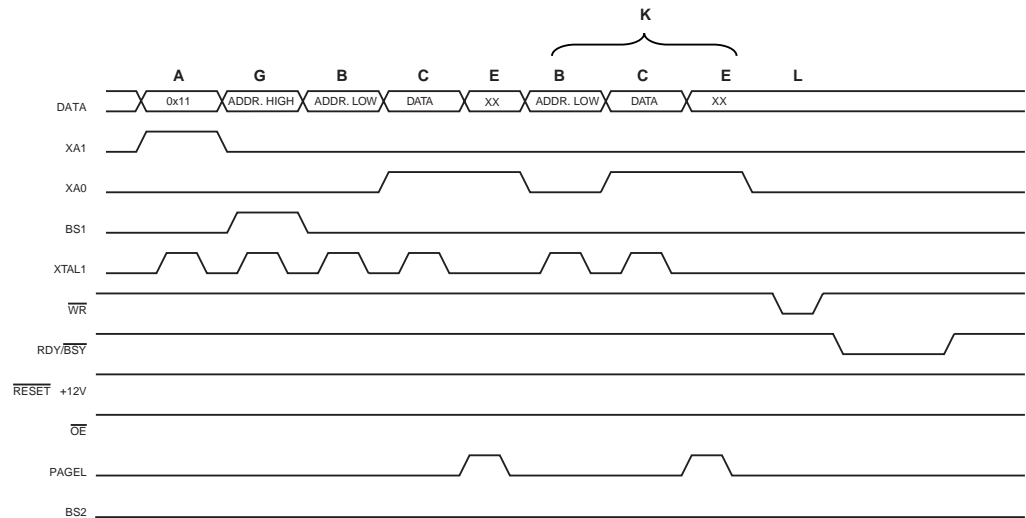 K
A G B C E B C E L
DATA 0x11 ADDR. HIGH ADDR. LOW DATA XX ADDR. LOW DATA XX
XA1
XA0
BS1
XTAL1
WR
RDY/BSY
RESET +12V
OE
PAGEL
BS2